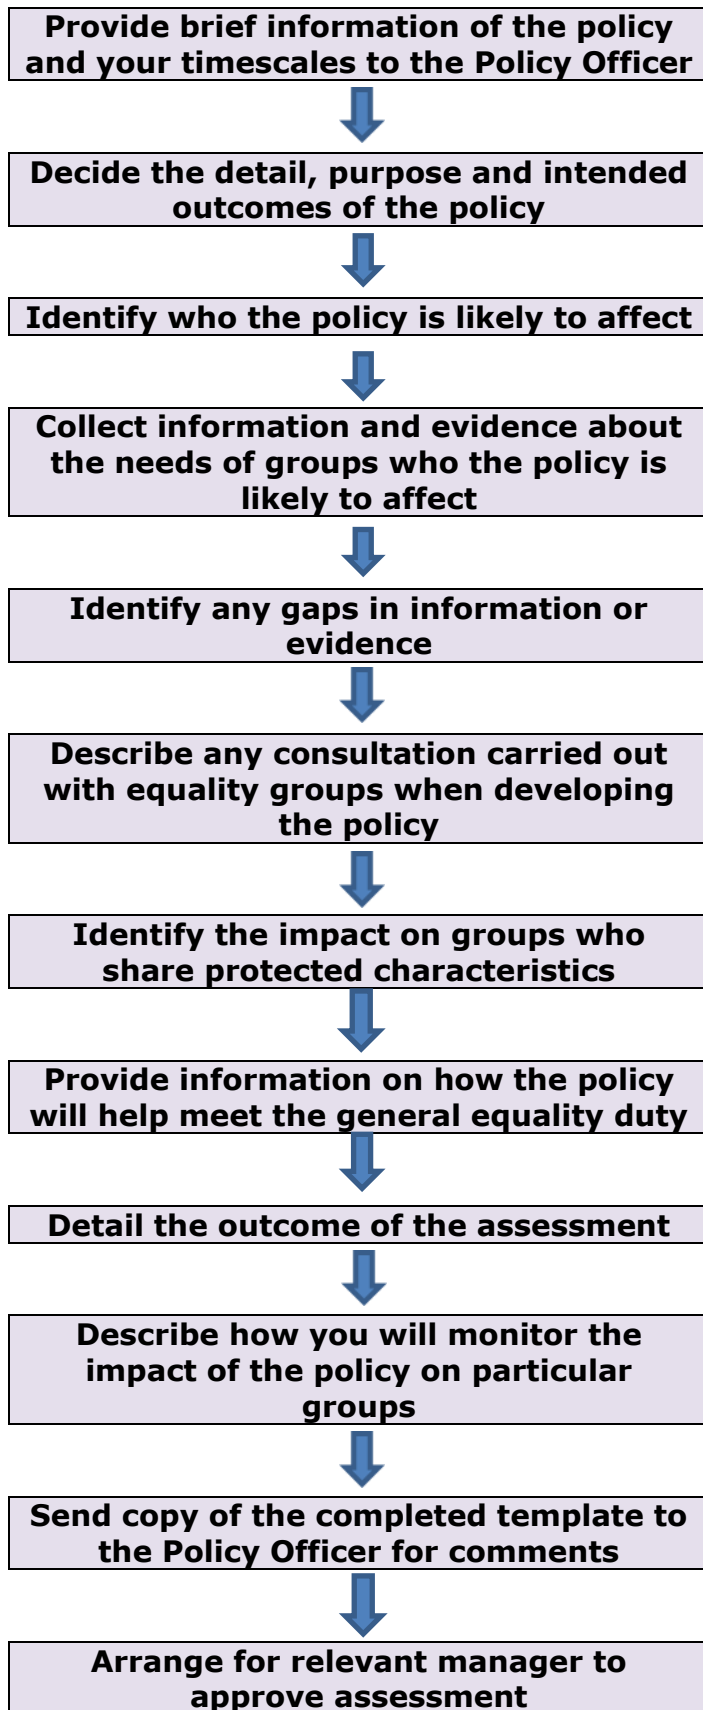 Provide brief information of the policy
and your timescales to the Policy Officer
Decide the detail, purpose and intended
outcomes of the policy
Identify who the policy is likely to affect
Collect information and evidence about
the needs of groups who the policy is
likely to affect
Identify any gaps in information or
evidence
Describe any consultation carried out
with equality groups when developing
the policy
Identify the impact on groups who
share protected characteristics
Provide information on how the policy
will help meet the general equality duty
Detail the outcome of the assessment
Describe how you will monitor the
impact of the policy on particular
groups
Send copy of the completed template to
the Policy Officer for comments
Arrange for relevant manager to
approve assessment